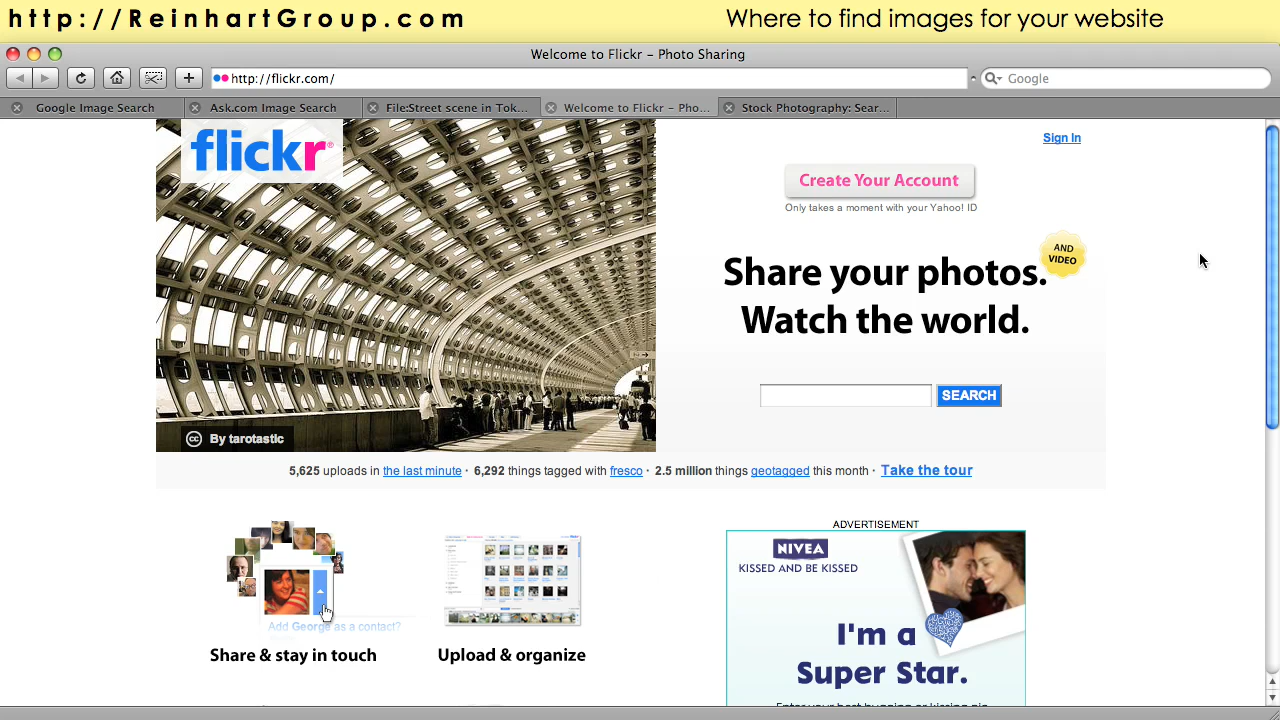 http://ReinhartGroup.com
Where to find images for your website
Welcome to Flickr – Photo Sharing
http://flickr.com/
Google
Google Image Search
Ask.com Image Search
File:Street scene in Tok...
Welcome to Flickr – Pho...
Stock Photography: Sear...
flickr®
Sign In
Create Your Account
Only takes a moment with your Yahoo! ID
AND
VIDEO
Share your photos.
Watch the world.
SEARCH
cc By tarotastic
5,625 uploads in the last minute · 6,292 things tagged with fresco · 2.5 million things geotagged this month · Take the tour
ADVERTISEMENT
NIVEA
KISSED AND BE KISSED
I'm a
Super Star.
Add George as a contact?
Share & stay in touch
Upload & organize